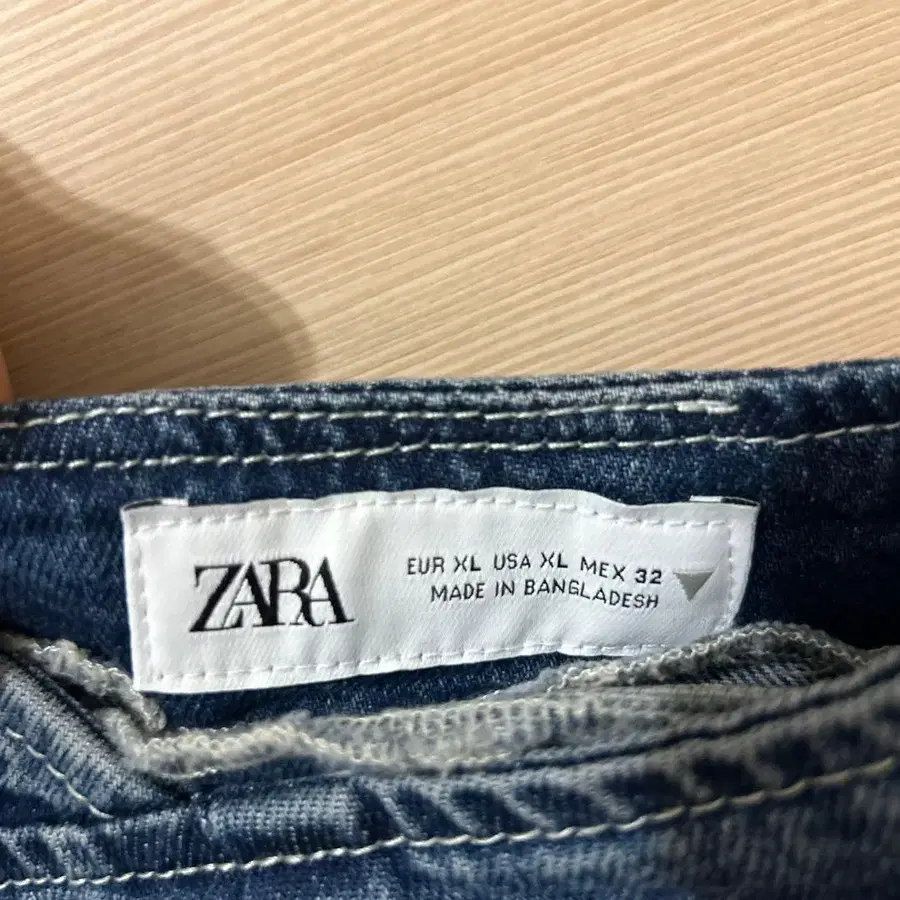 ZARA
EUR XL USA XL MEX 32
MADE IN BANGLADESH